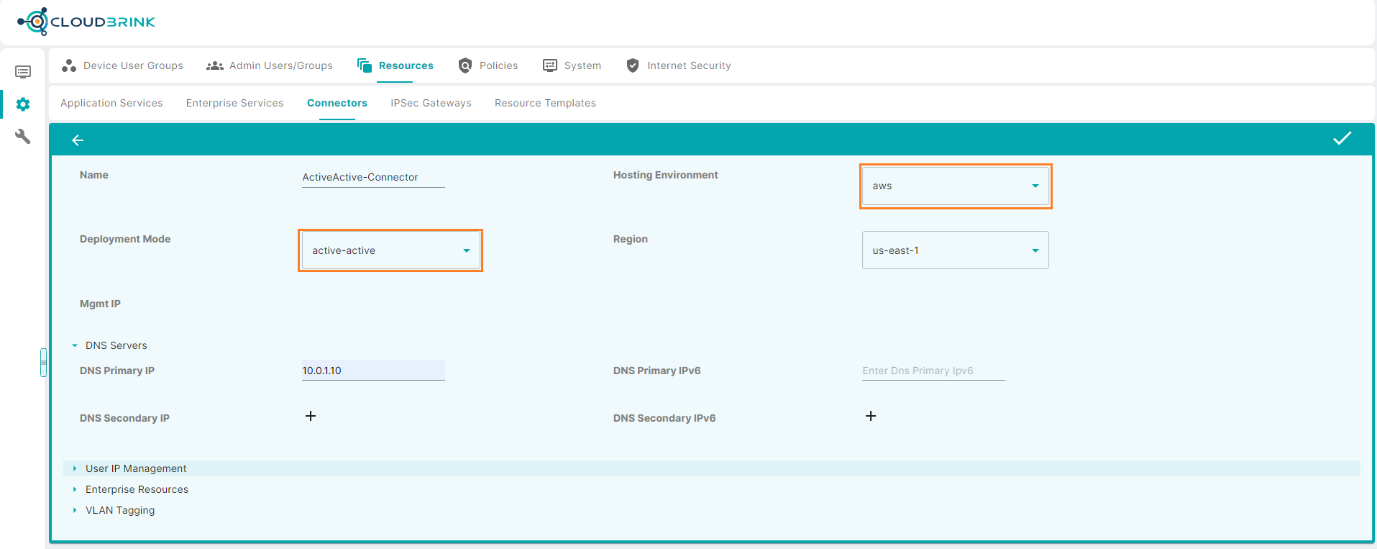 CLOUDBRINK
Device User Groups Admin Users/Groups Resources Policies System Internet Security
Application Services Enterprise Services Connectors IPSec Gateways Resource Templates
Name ActiveActive-Connector Hosting Environment aws
Deployment Mode active-active Region us-east-1
Mgmt IP
DNS Servers
DNS Primary IP 10.0.1.10 DNS Primary IPv6 Enter Dns Primary Ipv6
DNS Secondary IP + DNS Secondary IPv6 +
User IP Management
Enterprise Resources
VLAN Tagging